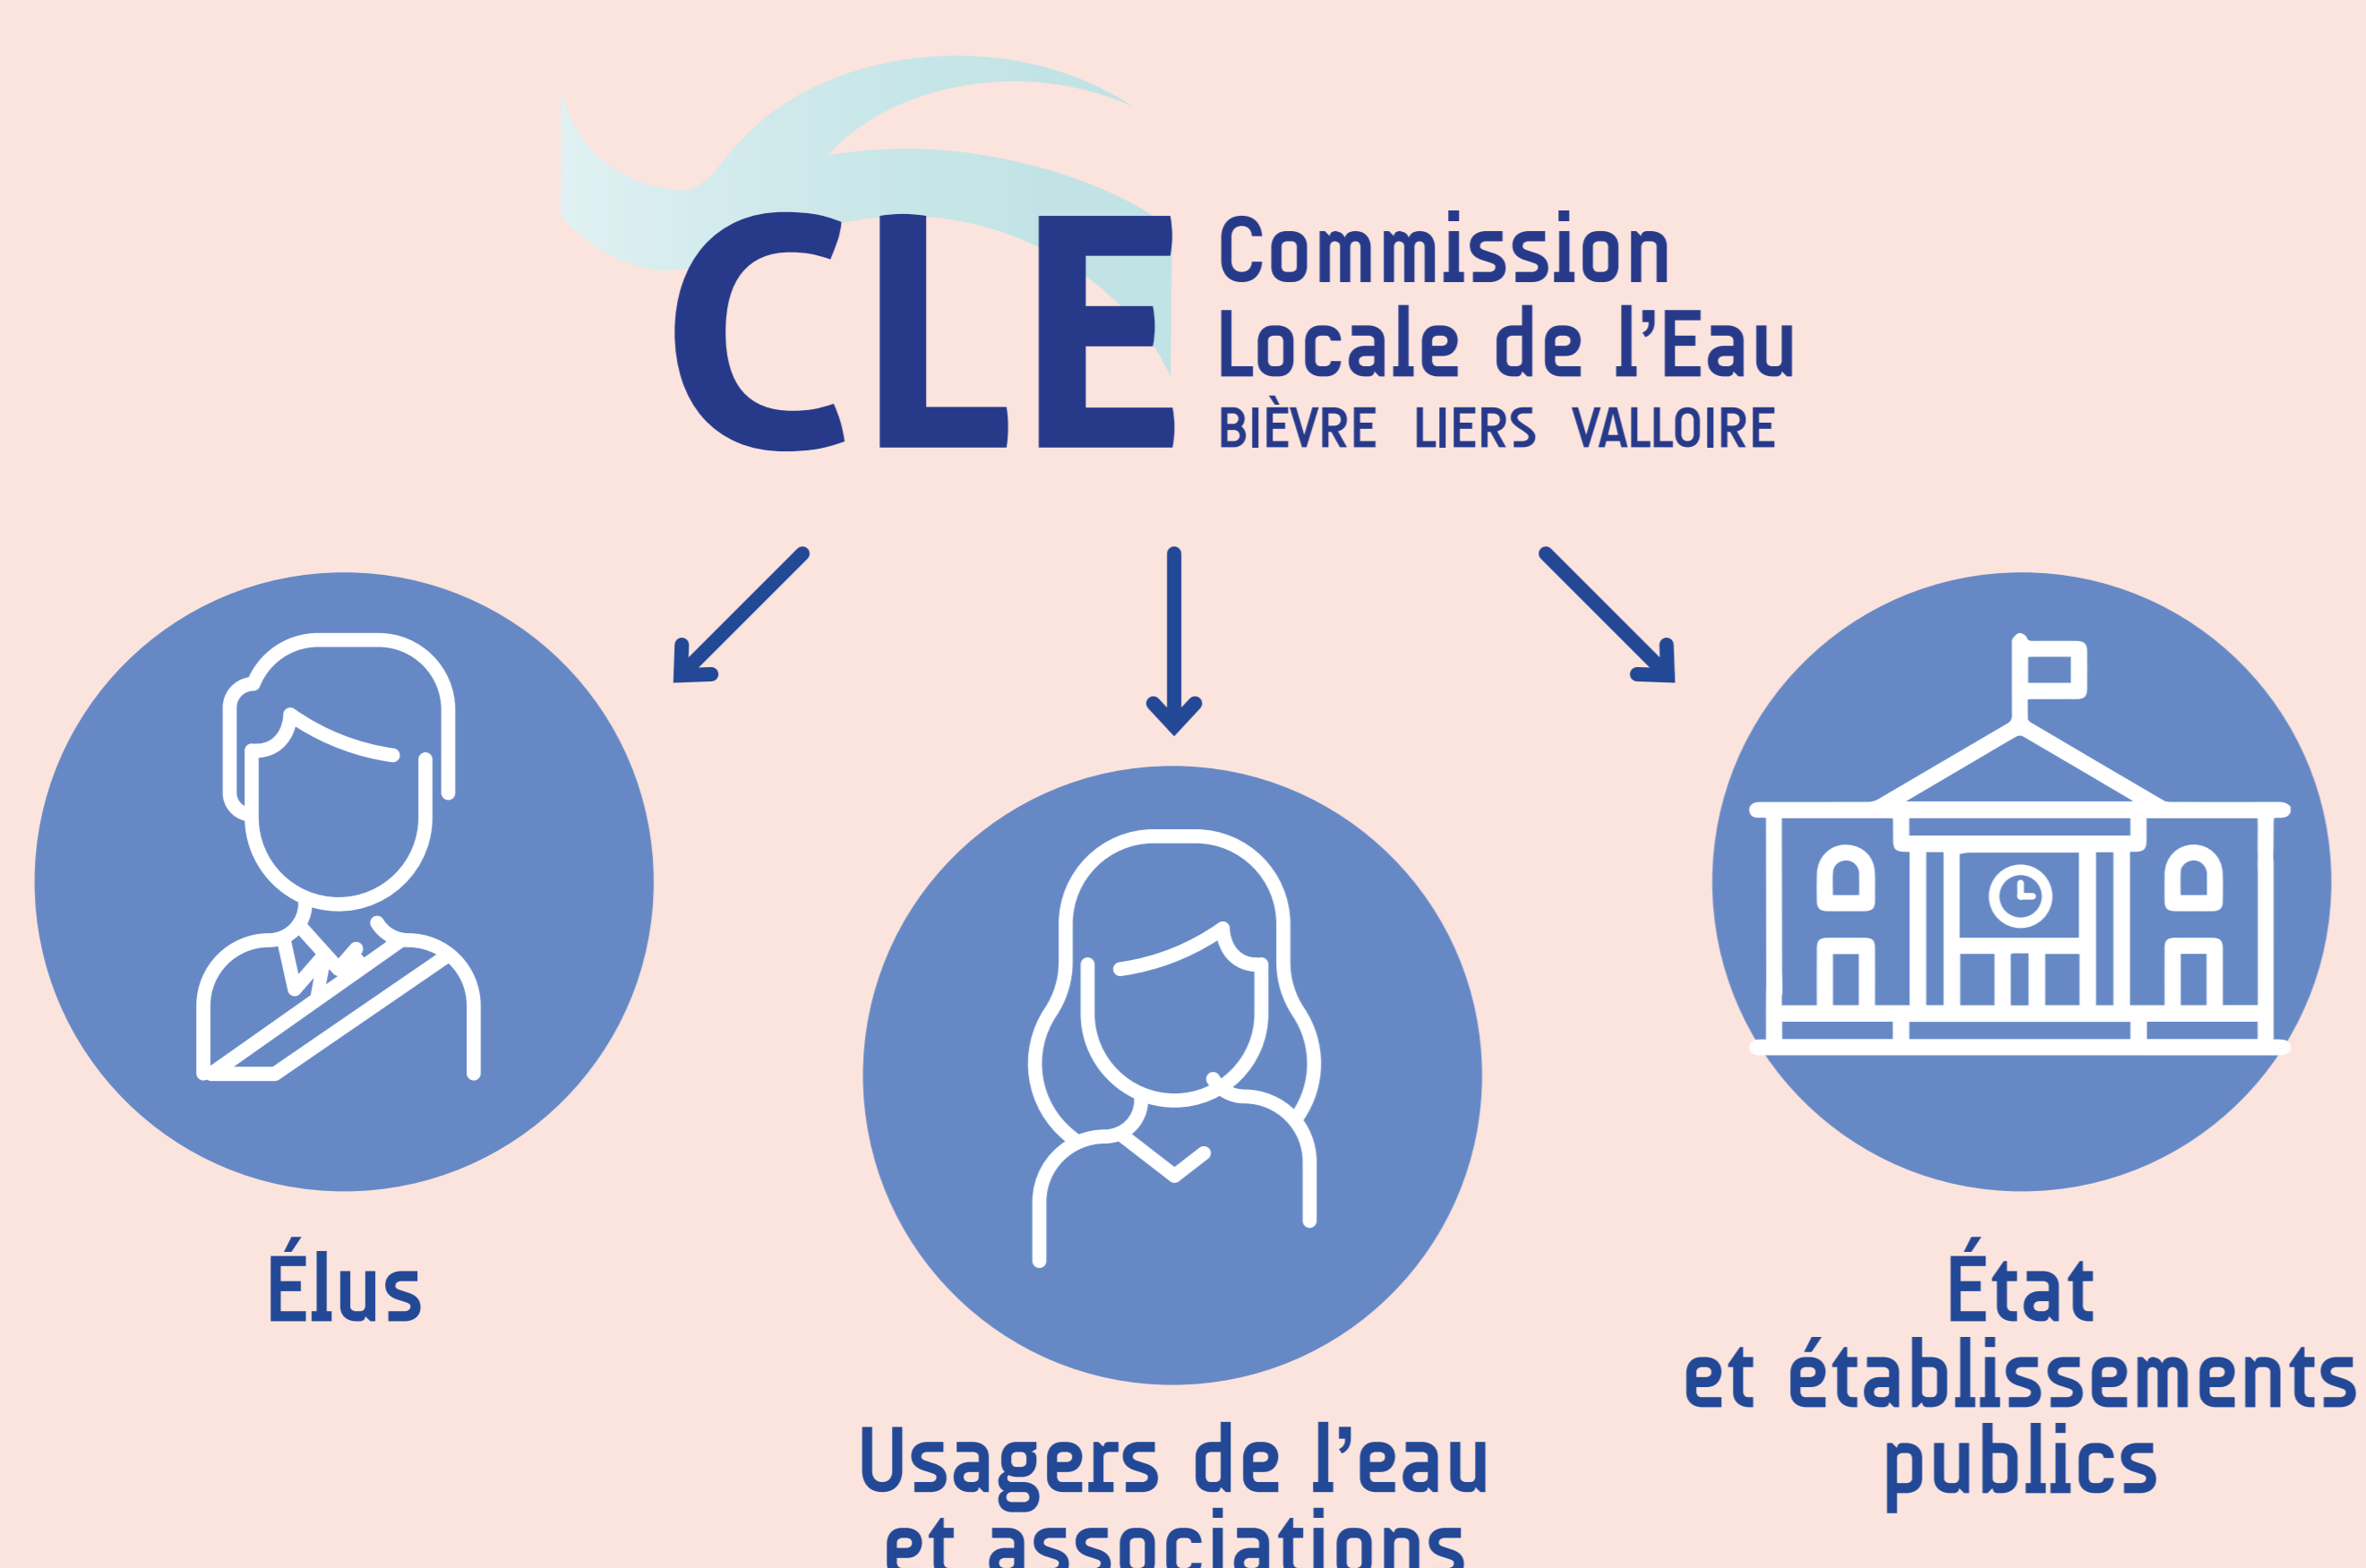 CLE
Commission
Locale de l’Eau
BIÈVRE LIERS VALLOIRE
Élus
Usagers de l’eau
et associations
État
et établissements
publics